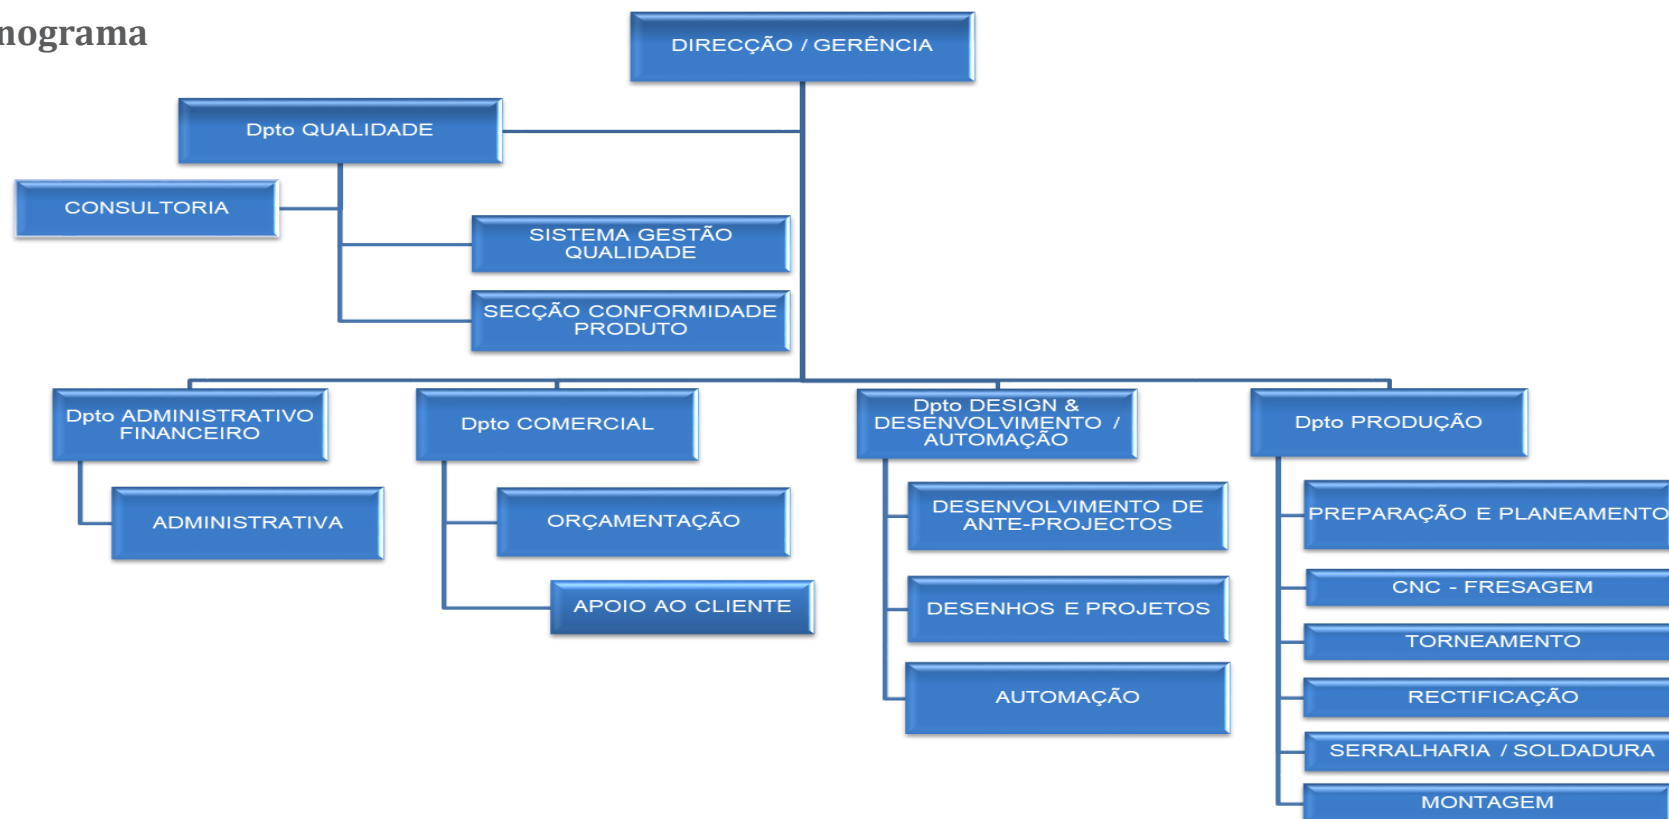 nograma
DIRECÇÃO / GERÊNCIA
Dpto QUALIDADE
CONSULTORIA
SISTEMA GESTÃO
QUALIDADE
SECÇÃO CONFORMIDADE
PRODUTO
Dpto ADMINISTRATIVO
FINANCEIRO
ADMINISTRATIVA
Dpto COMERCIAL
ORÇAMENTAÇÃO
APOIO AO CLIENTE
Dpto DESIGN &
DESENVOLVIMENTO /
AUTOMAÇÃO
DESENVOLVIMENTO DE
ANTE-PROJECTOS
DESENHOS E PROJETOS
AUTOMAÇÃO
Dpto PRODUÇÃO
PREPARAÇÃO E PLANEAMENTO
CNC - FRESAGEM
TORNEAMENTO
RECTIFICAÇÃO
SERRALHARIA / SOLDADURA
MONTAGEM